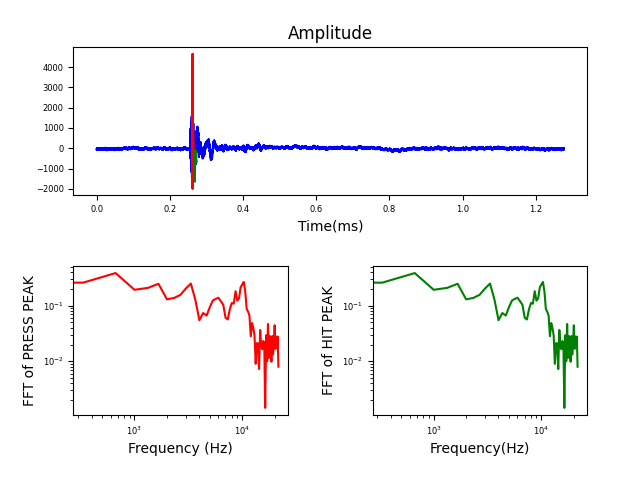 Amplitude
4000
3000
2000
1000
0
−1000
−2000
0.0 0.2 0.4 0.6 0.8 1.0 1.2
Time(ms)
FFT of PRESS PEAK
10⁻¹
10⁻²
10³ 10⁴
Frequency (Hz)
FFT of HIT PEAK
10⁻¹
10⁻²
10³ 10⁴
Frequency(Hz)